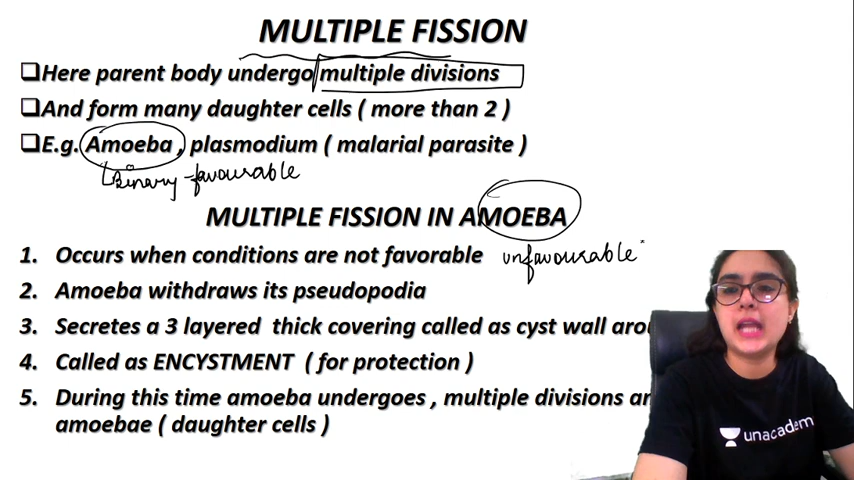 MULTIPLE FISSION
❑Here parent body undergo multiple divisions
❑And form many daughter cells ( more than 2 )
❑E.g. Amoeba , plasmodium ( malarial parasite )
Binary - favourable
MULTIPLE FISSION IN AMOEBA
1. Occurs when conditions are not favorable unfavourable
2. Amoeba withdraws its pseudopodia
3. Secretes a 3 layered thick covering called as cyst wall
4. Called as ENCYSTMENT ( for protection )
5. During this time amoeba undergoes , multiple divisions
amoebae ( daughter cells )
unacadem